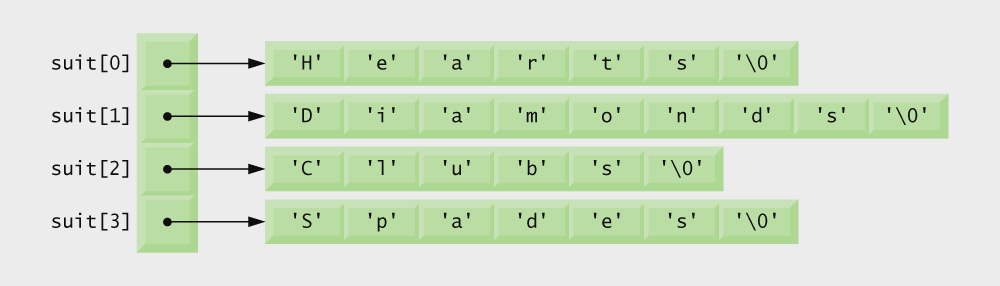 suit[0] 'H' 'e' 'a' 'r' 't' 's' '\0'
suit[1] 'D' 'i' 'a' 'm' 'o' 'n' 'd' 's' '\0'
suit[2] 'C' 'l' 'u' 'b' 's' '\0'
suit[3] 'S' 'p' 'a' 'd' 'e' 's' '\0'